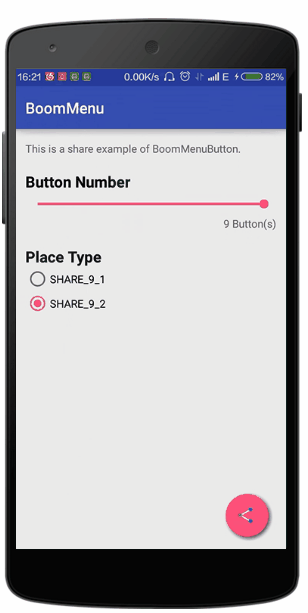 16:21 0.00K/s E 82%
BoomMenu
This is a share example of BoomMenuButton.
Button Number
9 Button(s)
Place Type
SHARE_9_1
SHARE_9_2